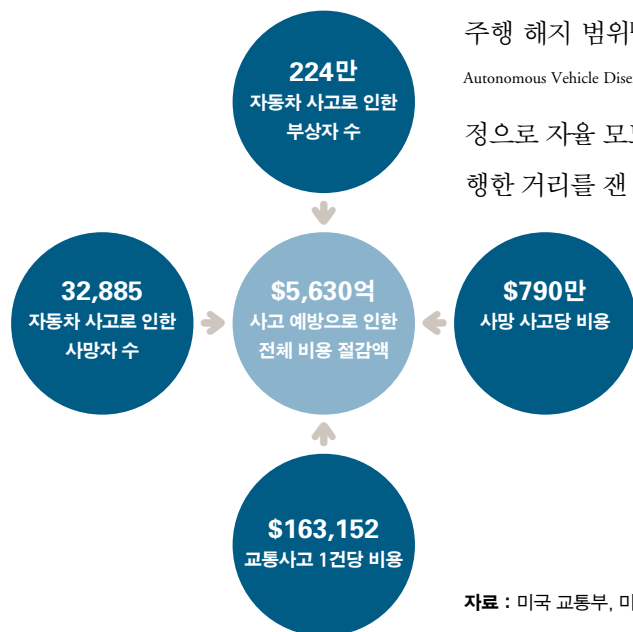 224만
자동차 사고로 인한
부상자 수
32,885
자동차 사고로 인한
사망자 수
$5,630억
사고 예방으로 인한
전체 비용 절감액
$790만
사망 사고당 비용
$163,152
교통사고 1건당 비용
주행 해지 범위
Autonomous Vehicle
정으로 자율
행한 거리를 잰
자료 : 미국 교통부,